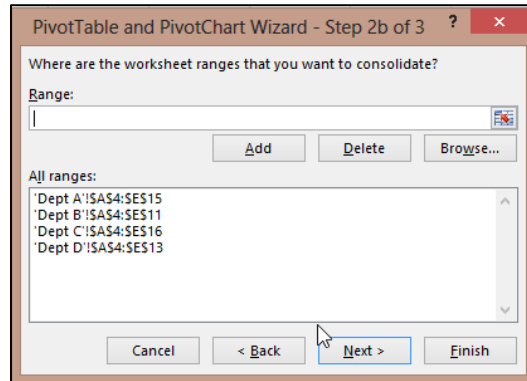 PivotTable and PivotChart Wizard - Step 2b of 3 ? ×
Where are the worksheet ranges that you want to consolidate?
Range:
Add Delete Browse...
All ranges:
'Dept A'!$A$4:$E$15
'Dept B'!$A$4:$E$11
'Dept C'!$A$4:$E$16
'Dept D'!$A$4:$E$13
Cancel < Back Next > Finish